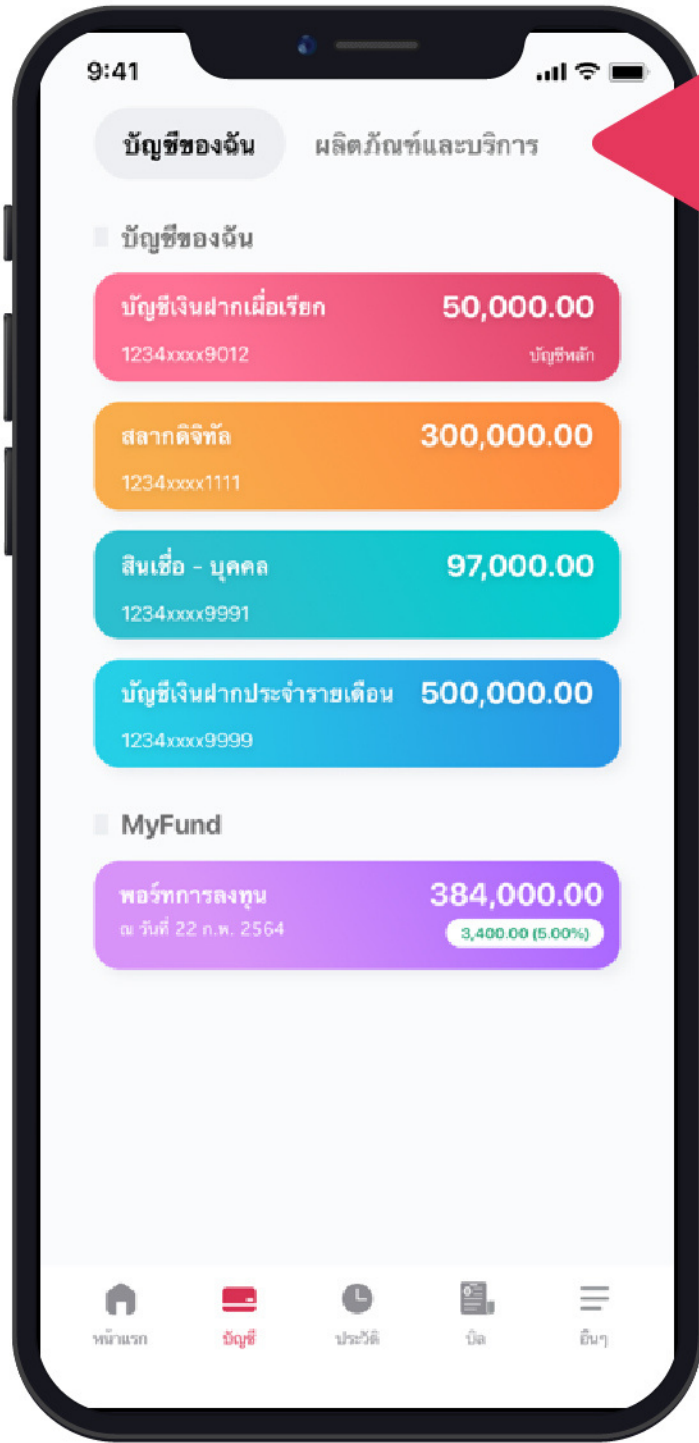 9:41
บัญชีของฉัน ผลิตภัณฑ์และบริการ
บัญชีของฉัน
บัญชีเงินฝากเผื่อเรียก 50,000.00
1234xxxx9012 บัญชีหลัก
สลากดิจิทัล 300,000.00
1234xxxx1111
สินเชื่อ - บุคคล 97,000.00
1234xxxx9991
บัญชีเงินฝากประจำรายเดือน 500,000.00
1234xxxx9999
MyFund
พอร์ทการลงทุน 384,000.00
ณ วันที่ 22 ก.พ. 2564 3,400.00 (5.00%)
หน้าแรก บัญชี ประวัติ บิล อื่นๆ